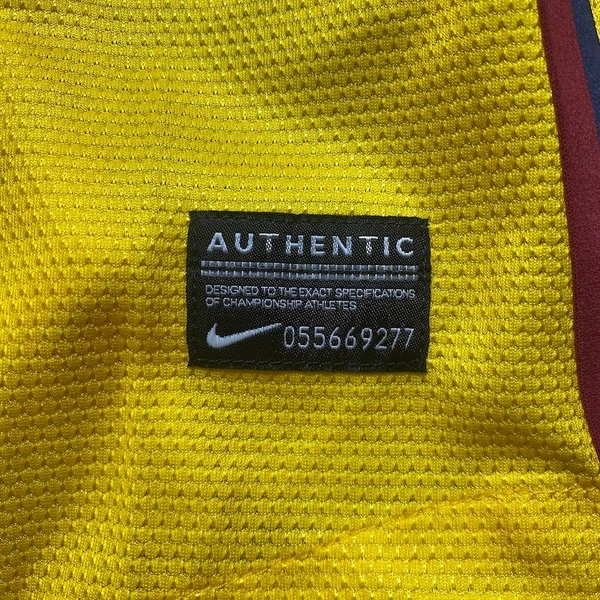 AUTHENTIC
DESIGNED TO THE EXACT SPECIFICATIONS
OF CHAMPIONSHIP ATHLETES
055669277